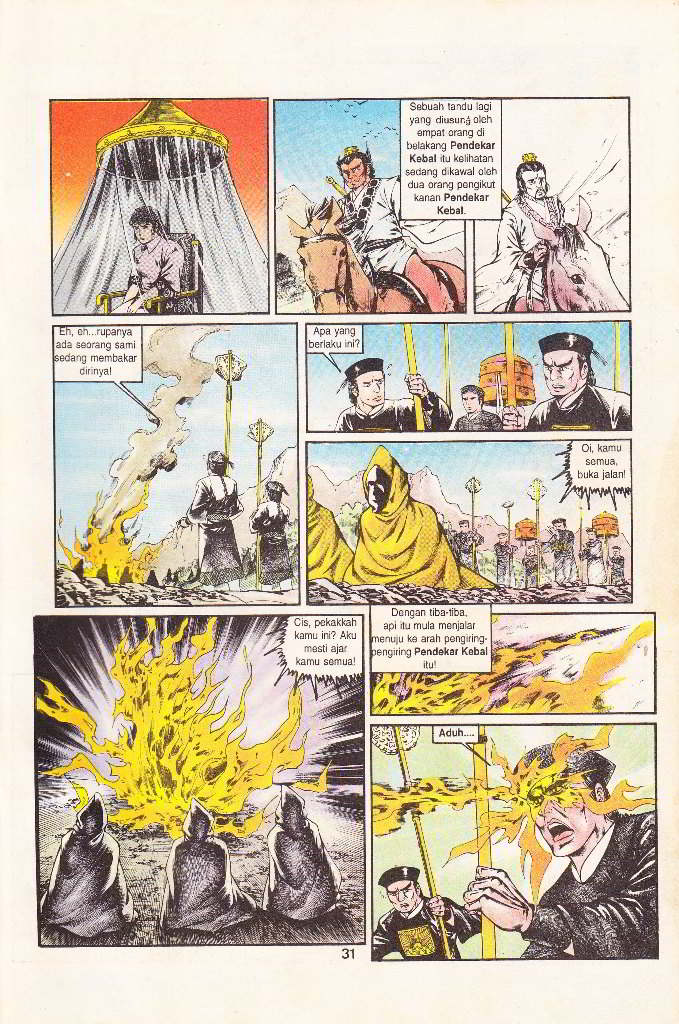 Sebuah tandu lagi
yang diusung oleh
empat orang di
belakang Pendekar
Kebal itu kelihatan
sedang dikawal oleh
dua orang pengikut
kanan Pendekar
Kebal.
Eh, eh...rupanya
ada seorang sami
sedang membakar
dirinya!
Apa yang
berlaku ini?
Oi, kamu
semua,
buka jalan!
Cis, pekakkah
kamu ini? Aku
mesti ajar
kamu semua!
Dengan tiba-tiba,
api itu mula menjalar
menuju ke arah pengiring-
pengiring Pendekar Kebal
itu!
Aduh....
31